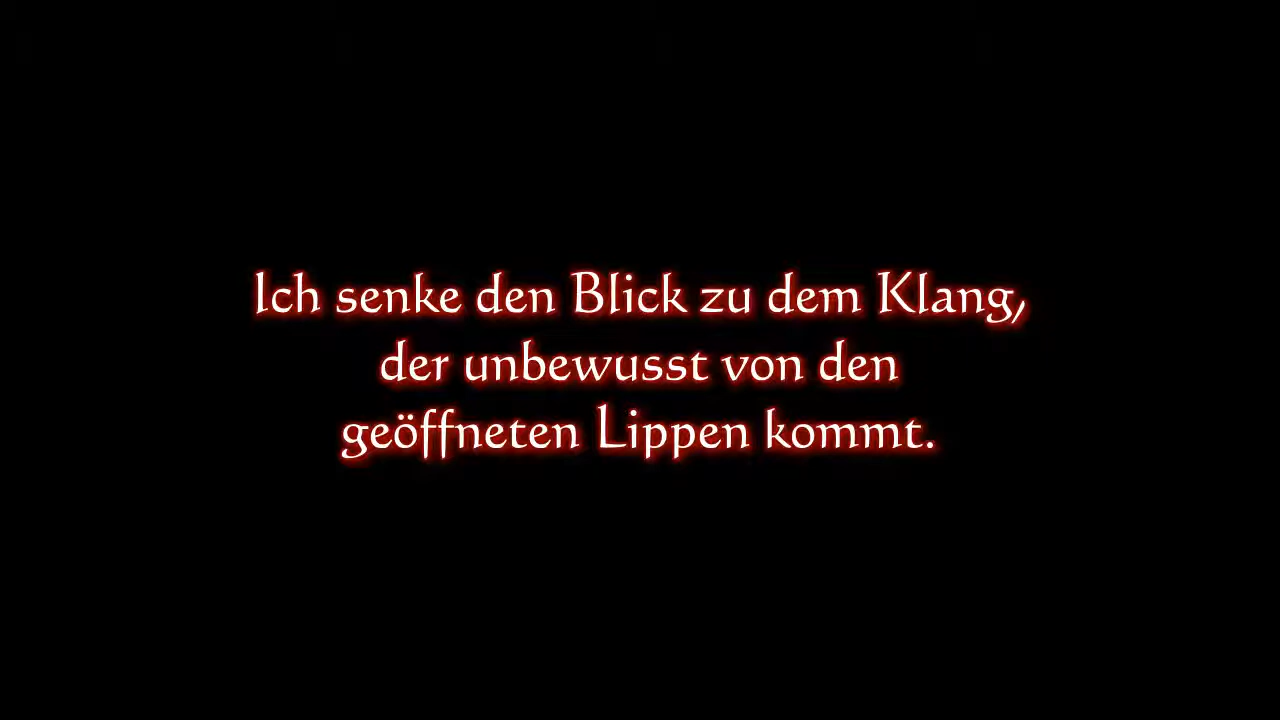 Ich senke den Blick zu dem Klang,
der unbewusst von den
geöffneten Lippen kommt.